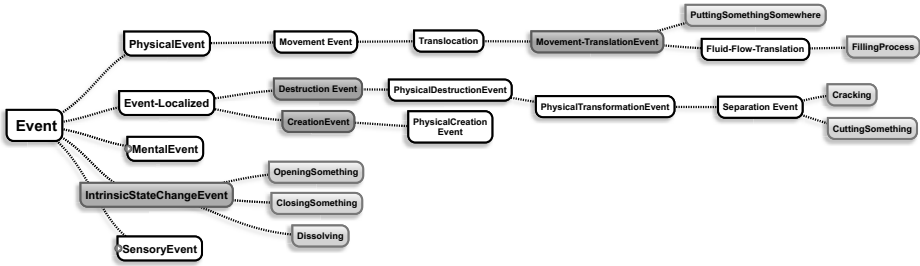 Event
PhysicalEvent
Movement Event
Translocation
Movement-TranslationEvent
PuttingSomethingSomewhere
Fluid-Flow-Translation
FillingProcess
Event-Localized
Destruction Event
PhysicalDestructionEvent
PhysicalTransformationEvent
Separation Event
Cracking
CuttingSomething
CreationEvent
PhysicalCreation
Event
MentalEvent
IntrinsicStateChangeEvent
OpeningSomething
ClosingSomething
Dissolving
SensoryEvent